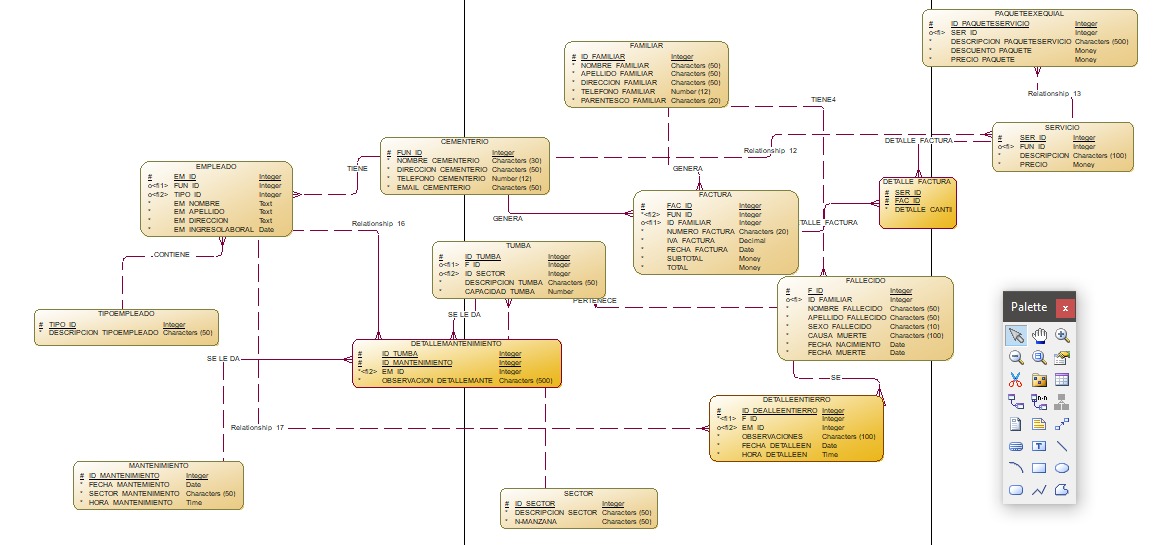 PAQUETEEXEQUIAL
# ID_PAQUETESERVICIO Integer
o<fi> SER_ID Integer
* DESCRIPCION_PAQUETESERVICIO Characters (500)
* DESCUENTO_PAQUETE Money
* PRECIO_PAQUETE Money
FAMILIAR
# ID_FAMILIAR Integer
* NOMBRE_FAMILIAR Characters (50)
* APELLIDO_FAMILIAR Characters (50)
* DIRECCION_FAMILIAR Characters (50)
* TELEFONO_FAMILIAR Number (12)
* PARENTESCO_FAMILIAR Characters (20)
TIENE4
Relationship_13
SERVICIO
# SER_ID Integer
o<fi> FUN_ID Integer
* DESCRIPCION Characters (100)
* PRECIO Money
CEMENTERIO
# FUN_ID Integer
* NOMBRE_CEMENTERIO Characters (30)
* DIRECCION_CEMENTERIO Characters (50)
* TELEFONO_CEMENTERIO Number (12)
* EMAIL_CEMENTERIO Characters (50)
Relationship_12
DETALLE_FACTURA
EMPLEADO
# EM_ID Integer
o<fi1> FUN_ID Integer
o<fi2> TIPO_ID Integer
* EM_NOMBRE Text
* EM_APELLIDO Text
* EM_DIRECCION Text
* EM_INGRESOLABORAL Date
TIENE
GENERA
DETALLE_FACTURA
# SER_ID
# FAC_ID
* DETALLE_CANTI
FACTURA
# FAC_ID Integer
*<fi2> FUN_ID Integer
o<fi1> ID_FAMILIAR Integer
* NUMERO_FACTURA Characters (20)
* IVA_FACTURA Decimal
* FECHA_FACTURA Date
* SUBTOTAL Money
* TOTAL Money
GENERA
TALLE_FACTURA
Relationship_16
CONTIENE
TUMBA
# ID_TUMBA Integer
o<fi1> F_ID Integer
o<fi2> ID_SECTOR Integer
* DESCRIPCION_TUMBA Characters (50)
* CAPACIDAD_TUMBA Number
PERTENECE
FALLECIDO
# F_ID Integer
o<fi> ID_FAMILIAR Integer
* NOMBRE_FALLECIDO Characters (50)
* APELLIDO_FALLECIDO Characters (50)
* SEXO_FALLECIDO Characters (10)
* CAUSA_MUERTE Characters (100)
* FECHA_NACIMIENTO Date
* FECHA_MUERTE Date
Palette
x
TIPOEMPLEADO
# TIPO_ID Integer
* DESCRIPCION_TIPOEMPLEADO Characters (50)
SE LE DA
DETALLEMANTENIMIENTO
# ID_TUMBA Integer
# ID_MANTENIMIENTO Integer
*<fi2> EM_ID Integer
* OBSERVACION_DETALLEMANTE Characters (500)
SE LE DA
SE
DETALLEENTIERRO
# ID_DEALLEENTIERRO Integer
*<fi1> F_ID Integer
o<fi2> EM_ID Integer
* OBSERVACIONES Characters (100)
* FECHA_DETALLEEN Date
* HORA_DETALLEEN Time
Relationship_17
MANTENIMIENTO
# ID_MANTENIMIENTO Integer
* FECHA_MANTEMIENTO Date
* SECTOR_MANTENIMIENTO Characters (50)
* HORA_MANTENIMIENTO Time
SECTOR
# ID_SECTOR Integer
* DESCRIPCION_SECTOR Characters (50)
* N-MANZANA Characters (50)